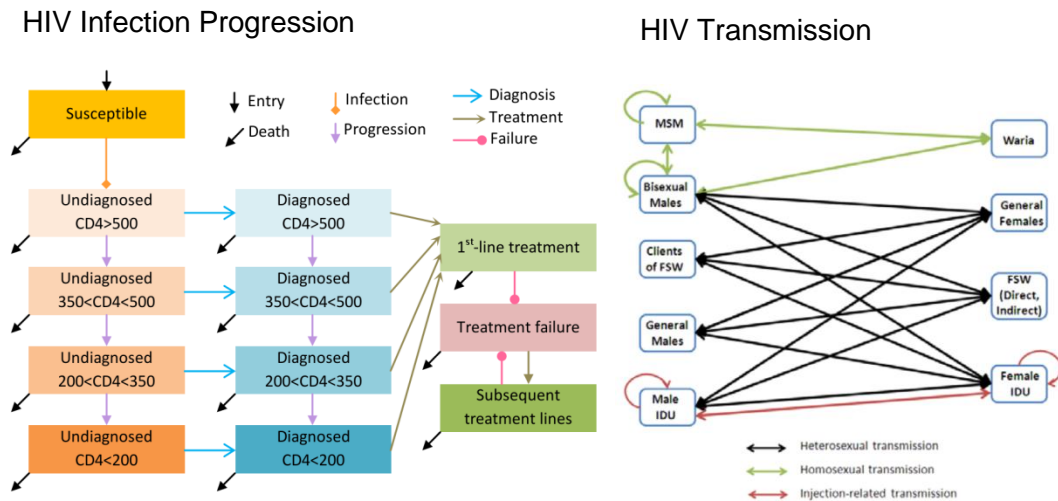 HIV Infection Progression
Susceptible
Entry
Death
Infection
Progression
Diagnosis
Treatment
Failure
Undiagnosed
CD4>500
Diagnosed
CD4>500
Undiagnosed
350<CD4<500
Diagnosed
350<CD4<500
Undiagnosed
200<CD4<350
Diagnosed
200<CD4<350
Undiagnosed
CD4<200
Diagnosed
CD4<200
1st-line treatment
Treatment failure
Subsequent
treatment lines
HIV Transmission
MSM
Bisexual
Males
Clients
of FSW
General
Males
Male
IDU
Waria
General
Females
FSW
(Direct,
Indirect)
Female
IDU
Heterosexual transmission
Homosexual transmission
Injection-related transmission